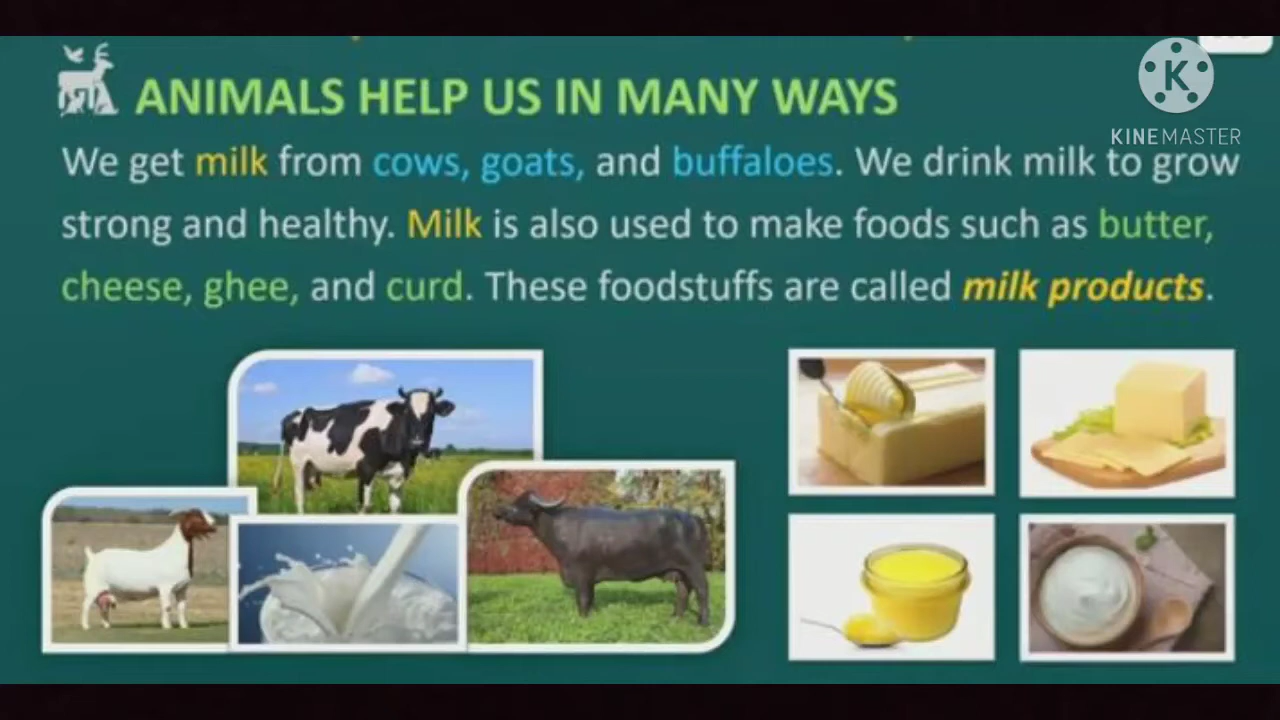 ANIMALS HELP US IN MANY WAYS
K
KINEMASTER
We get milk from cows, goats, and buffaloes. We drink milk to grow
strong and healthy. Milk is also used to make foods such as butter,
cheese, ghee, and curd. These foodstuffs are called milk products.